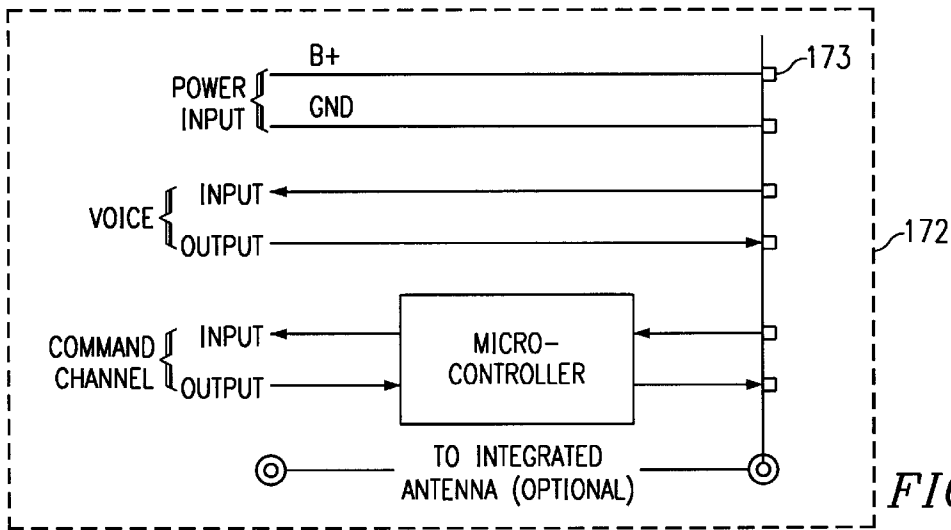 B+
173
POWER
INPUT
GND
INPUT
VOICE
OUTPUT
172
INPUT
COMMAND
CHANNEL
OUTPUT
MICRO-
CONTROLLER
TO INTEGRATED
ANTENNA (OPTIONAL)
FIG